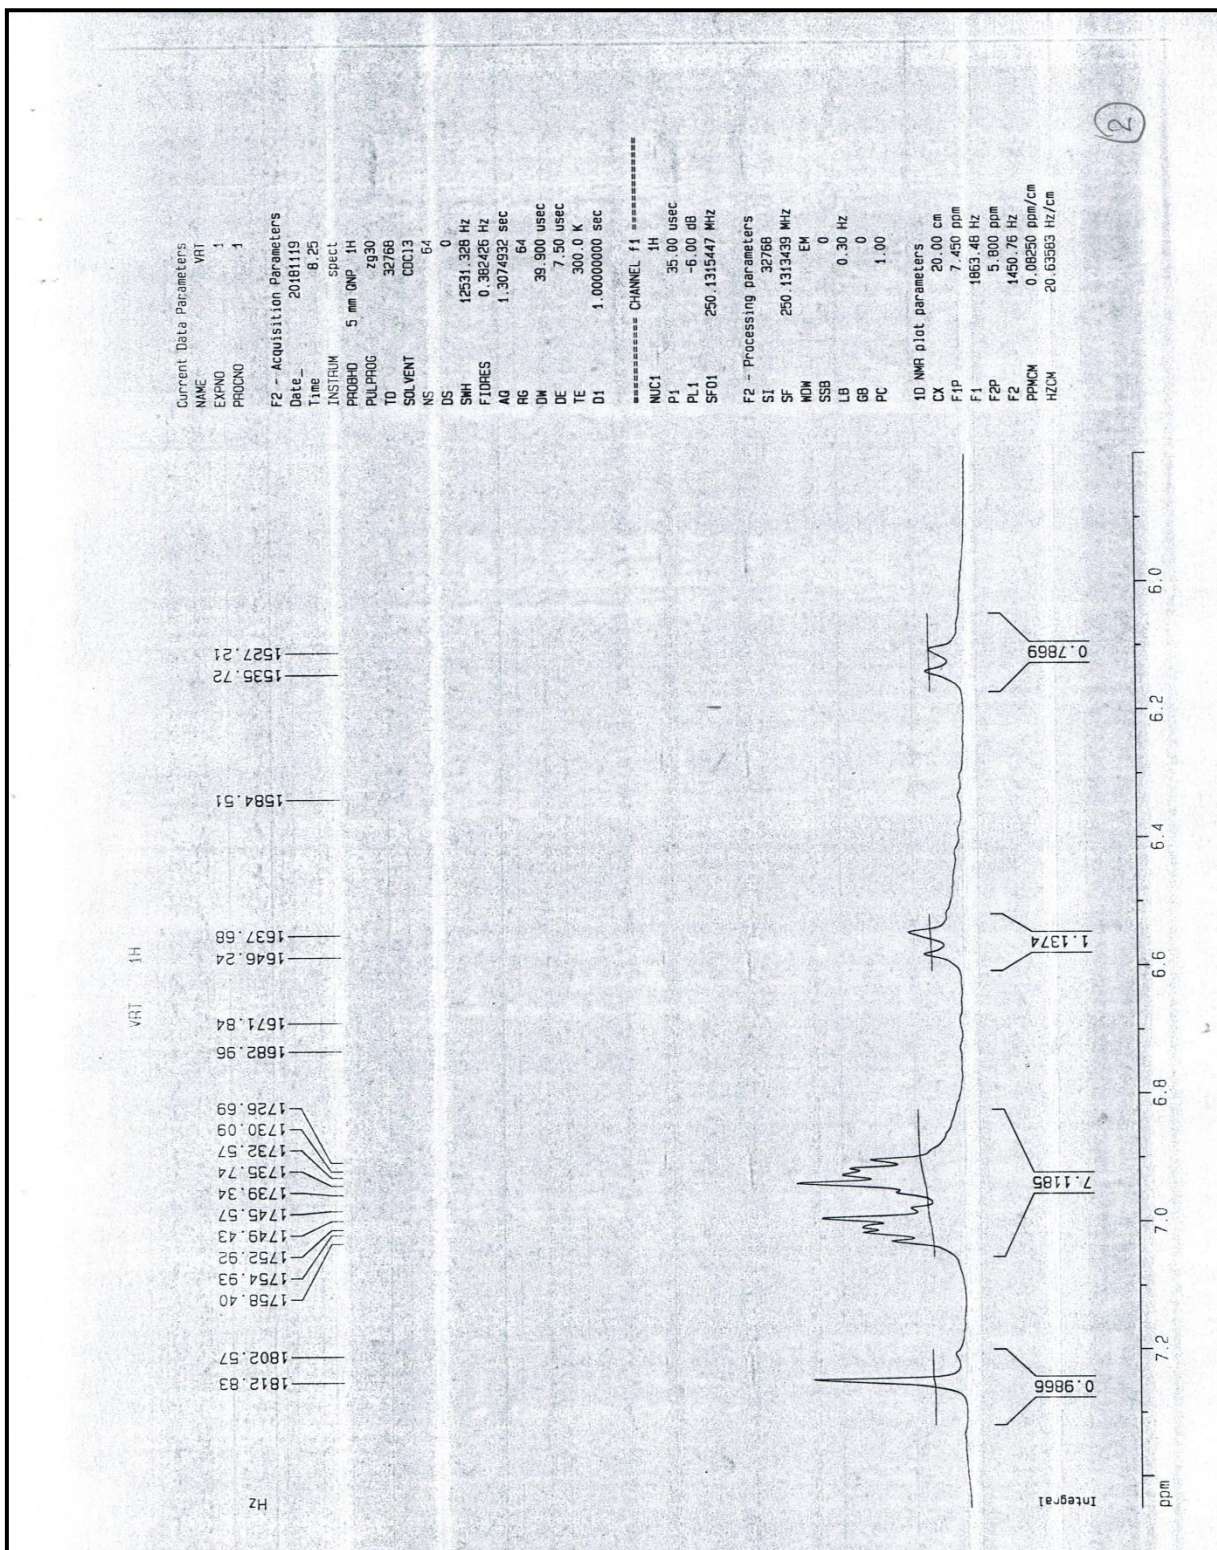 VRT 1H
Hz
1812.83
1802.57
1758.40
1754.93
1752.92
1749.43
1745.57
1739.34
1735.74
1732.57
1730.09
1726.69
1682.96
1671.84
1646.24
1637.68
1584.51
1535.72
1527.21
Current Data Parameters
NAME VRT
EXPNO 1
PROCNO 1
F2 - Acquisition Parameters
Date_ 20181119
Time 8.25
INSTRUM spect
PROBHD 5 mm QNP 1H
PULPROG zg30
TD 32768
SOLVENT CDCl3
NS 64
DS 0
SWH 12531.328 Hz
FIDRES 0.382426 Hz
AQ 1.3074932 sec
RG 64
DW 39.900 usec
DE 7.50 usec
TE 300.0 K
D1 1.00000000 sec
============ CHANNEL f1 ============
NUC1 1H
P1 35.00 usec
PL1 -6.00 dB
SFO1 250.1315447 MHz
F2 - Processing parameters
SI 32768
SF 250.1313439 MHz
WDW EM
SSB 0
LB 0.30 Hz
GB 0
PC 1.00
1D NMR plot parameters
CX 20.00 cm
F1P 7.450 ppm
F1 1863.48 Hz
F2P 5.800 ppm
F2 1450.76 Hz
PPMCM 0.08250 ppm/cm
HZCM 20.63583 Hz/cm
Integral
0.9866
7.1185
1.1374
0.7869
ppm
7.2
7.0
6.8
6.6
6.4
6.2
6.0
2